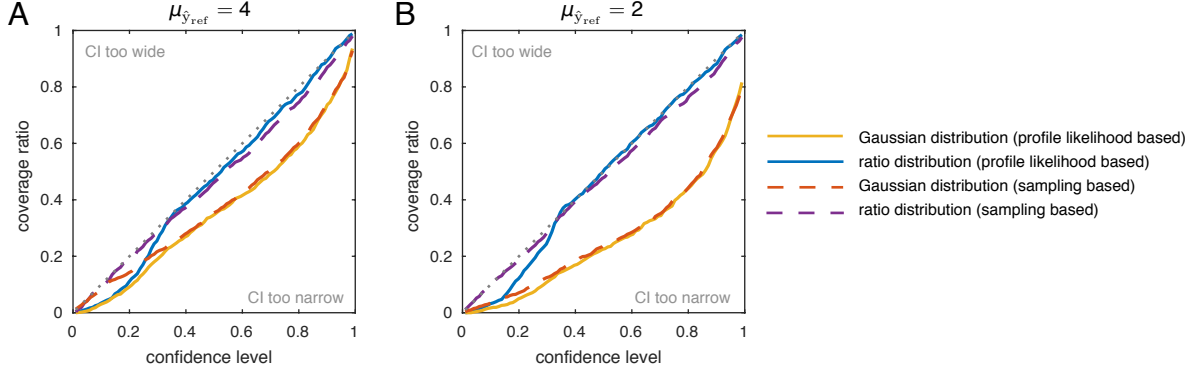 A
μŷref = 4
CI too wide
CI too narrow
coverage ratio
1
0.8
0.6
0.4
0.2
0
0
0.2
0.4
0.6
0.8
1
confidence level
B
μŷref = 2
CI too wide
CI too narrow
coverage ratio
1
0.8
0.6
0.4
0.2
0
0
0.2
0.4
0.6
0.8
1
confidence level
Gaussian distribution (profile likelihood based)
ratio distribution (profile likelihood based)
Gaussian distribution (sampling based)
ratio distribution (sampling based)